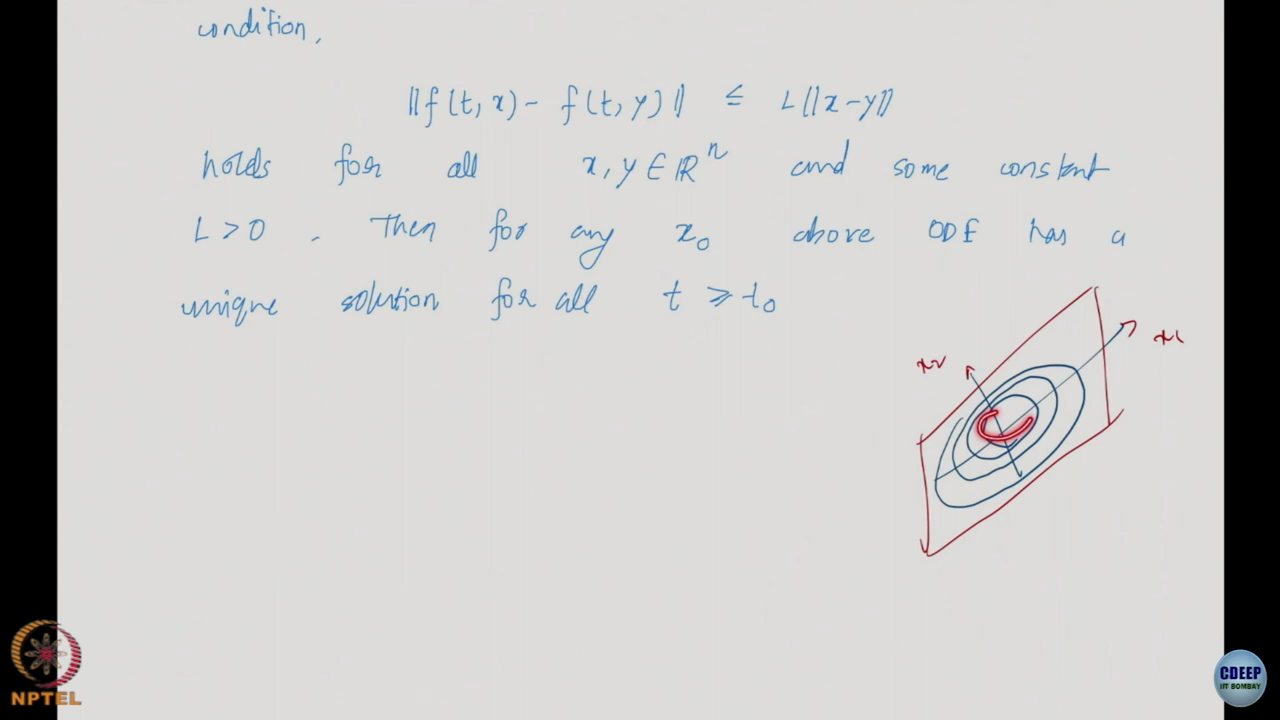 condition,
||f(t, x) - f(t, y)|| ≤ L||x-y||
holds for all x, y ∈ ℝⁿ and some constant
L > 0 . Then for any x₀ above ODE has a
unique solution for all t ≥ t₀
x₂
x₁
NPTEL
CDEEP
IIT BOMBAY